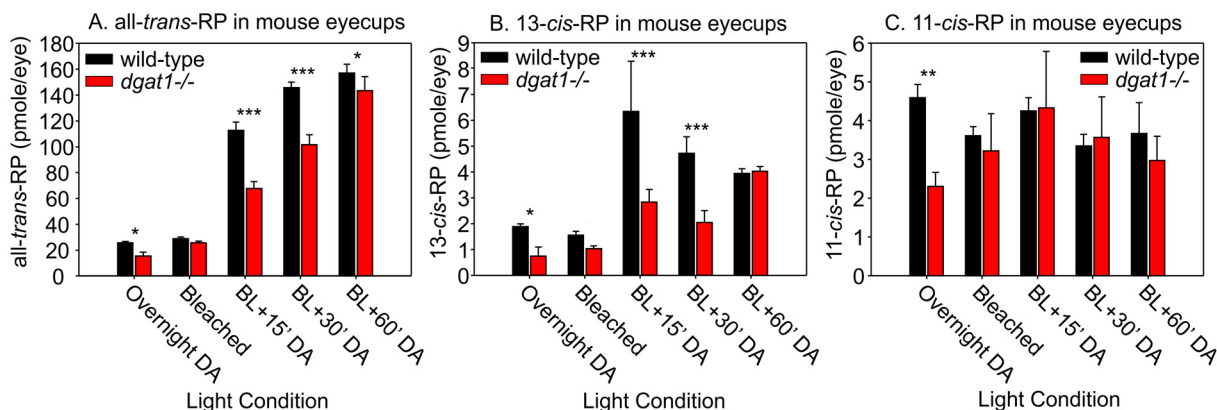 A. all-trans-RP in mouse eyecups
all-trans-RP (pmole/eye)
180
160
140
120
100
80
60
40
20
0
wild-type
dgat1-/-
*
***
***
*
Overnight DA
Bleached
BL+15' DA
BL+30' DA
BL+60' DA
Light Condition
B. 13-cis-RP in mouse eyecups
13-cis-RP (pmole/eye)
9
8
7
6
5
4
3
2
1
0
wild-type
dgat1-/-
*
***
***
Overnight DA
Bleached
BL+15' DA
BL+30' DA
BL+60' DA
Light Condition
C. 11-cis-RP in mouse eyecups
11-cis-RP (pmole/eye)
6
5
4
3
2
1
0
wild-type
dgat1-/-
**
Overnight DA
Bleached
BL+15' DA
BL+30' DA
BL+60' DA
Light Condition